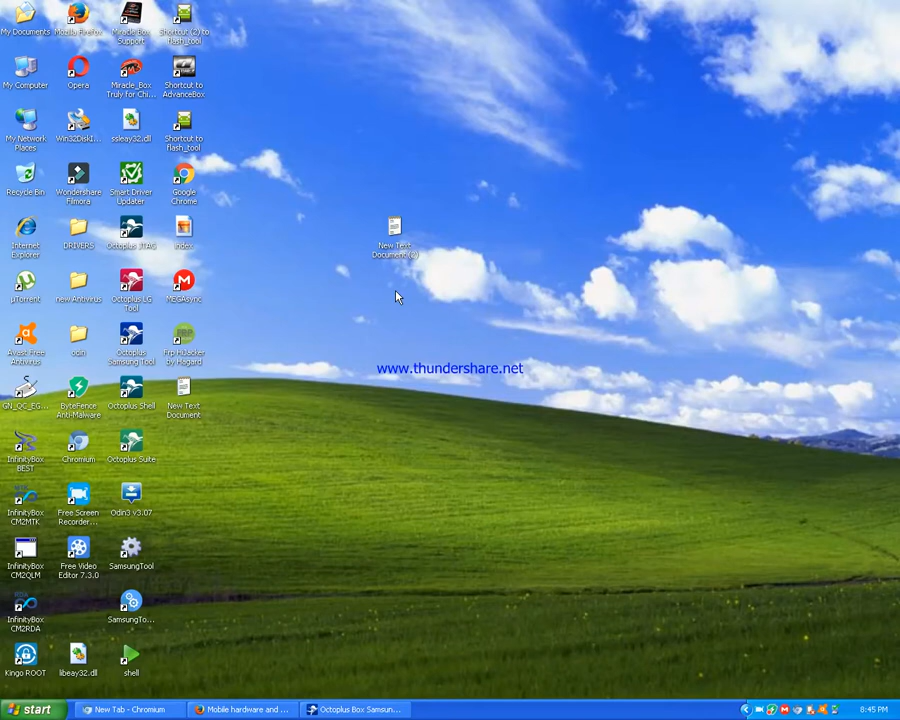 My Documents
Mozilla Firefox
Miracle Box
Support
Shortcut (2) to
flash_tool
My Computer
Opera
Miracle_Box
Truly for Chi...
Shortcut to
AdvanceBox
My Network
Places
Win32DiskI...
ssleay32.dll
Shortcut to
flash_tool
Recycle Bin
Wondershare
Filmora
Smart Driver
Updater
Google
Chrome
Internet
Explorer
DRIVERS
Octoplus JTAG
index
New Text
Document (2)
µTorrent
new Antivirus
Octoplus LG
Tool
MEGAsync
Avast Free
Antivirus
odin
Octoplus
Samsung Tool
FRP
Frp HiJacker
by Hagard
www.thundershare.net
GN_QC_EG...
ByteFence
Anti-Malware
Octoplus Shell
New Text
Document
InfinityBox
BEST
Chromium
Octoplus Suite
InfinityBox
CM2MTK
Free Screen
Recorder...
Odin3 v3.07
InfinityBox
CM2QLM
Free Video
Editor 7.3.0
SamsungTool
InfinityBox
CM2RDA
SamsungTo...
Kingo ROOT
libeay32.dll
shell
start
New Tab - Chromium
Mobile hardware and ...
Octoplus Box Samsun...
8:45 PM